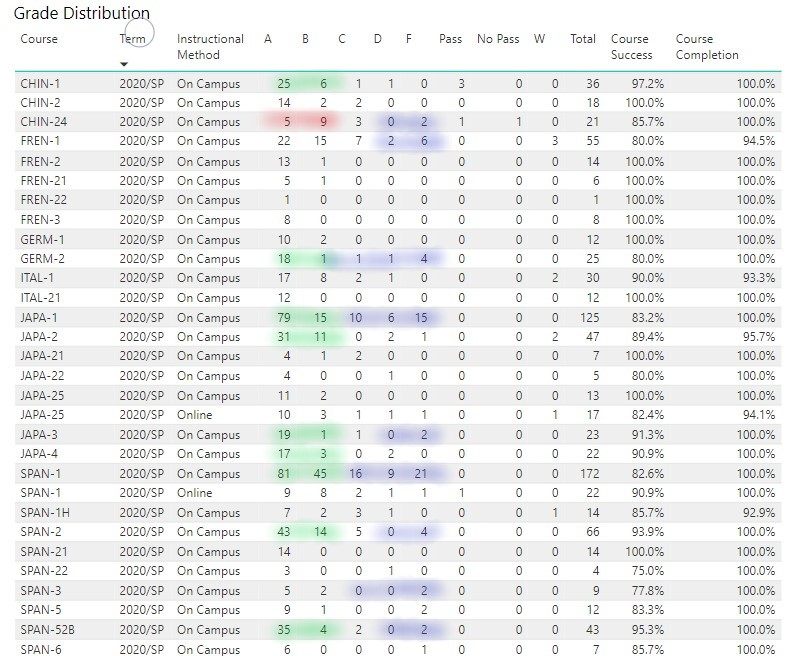 Grade Distribution
Course Term Instructional Method A B C D F Pass No Pass W Total Course Success Course Completion
CHIN-1 2020/SP On Campus 25 6 1 1 0 3 0 0 36 97.2% 100.0%
CHIN-2 2020/SP On Campus 14 2 2 0 0 0 0 0 18 100.0% 100.0%
CHIN-24 2020/SP On Campus 5 9 3 0 2 1 1 0 21 85.7% 100.0%
FREN-1 2020/SP On Campus 22 15 7 2 6 0 0 3 55 80.0% 94.5%
FREN-2 2020/SP On Campus 13 1 0 0 0 0 0 0 14 100.0% 100.0%
FREN-21 2020/SP On Campus 5 1 0 0 0 0 0 0 6 100.0% 100.0%
FREN-22 2020/SP On Campus 1 0 0 0 0 0 0 0 1 100.0% 100.0%
FREN-3 2020/SP On Campus 8 0 0 0 0 0 0 0 8 100.0% 100.0%
GERM-1 2020/SP On Campus 10 2 0 0 0 0 0 0 12 100.0% 100.0%
GERM-2 2020/SP On Campus 18 1 1 1 4 0 0 0 25 80.0% 100.0%
ITAL-1 2020/SP On Campus 17 8 2 1 0 0 0 2 30 90.0% 93.3%
ITAL-21 2020/SP On Campus 12 0 0 0 0 0 0 0 12 100.0% 100.0%
JAPA-1 2020/SP On Campus 79 15 10 6 15 0 0 0 125 83.2% 100.0%
JAPA-2 2020/SP On Campus 31 11 0 2 1 0 0 2 47 89.4% 95.7%
JAPA-21 2020/SP On Campus 4 1 2 0 0 0 0 0 7 100.0% 100.0%
JAPA-22 2020/SP On Campus 4 0 0 1 0 0 0 0 5 80.0% 100.0%
JAPA-25 2020/SP On Campus 11 2 0 0 0 0 0 0 13 100.0% 100.0%
JAPA-25 2020/SP Online 10 3 1 1 1 0 0 1 17 82.4% 94.1%
JAPA-3 2020/SP On Campus 19 1 1 0 2 0 0 0 23 91.3% 100.0%
JAPA-4 2020/SP On Campus 17 3 0 2 0 0 0 0 22 90.9% 100.0%
SPAN-1 2020/SP On Campus 81 45 16 9 21 0 0 0 172 82.6% 100.0%
SPAN-1 2020/SP Online 9 8 2 1 1 1 0 0 22 90.9% 100.0%
SPAN-1H 2020/SP On Campus 7 2 3 1 0 0 0 1 14 85.7% 92.9%
SPAN-2 2020/SP On Campus 43 14 5 0 4 0 0 0 66 93.9% 100.0%
SPAN-21 2020/SP On Campus 14 0 0 0 0 0 0 0 14 100.0% 100.0%
SPAN-22 2020/SP On Campus 3 0 0 1 0 0 0 0 4 75.0% 100.0%
SPAN-3 2020/SP On Campus 5 2 0 0 2 0 0 0 9 77.8% 100.0%
SPAN-5 2020/SP On Campus 9 1 0 0 2 0 0 0 12 83.3% 100.0%
SPAN-52B 2020/SP On Campus 35 4 2 0 2 0 0 0 43 95.3% 100.0%
SPAN-6 2020/SP On Campus 6 0 0 0 1 0 0 0 7 85.7% 100.0%